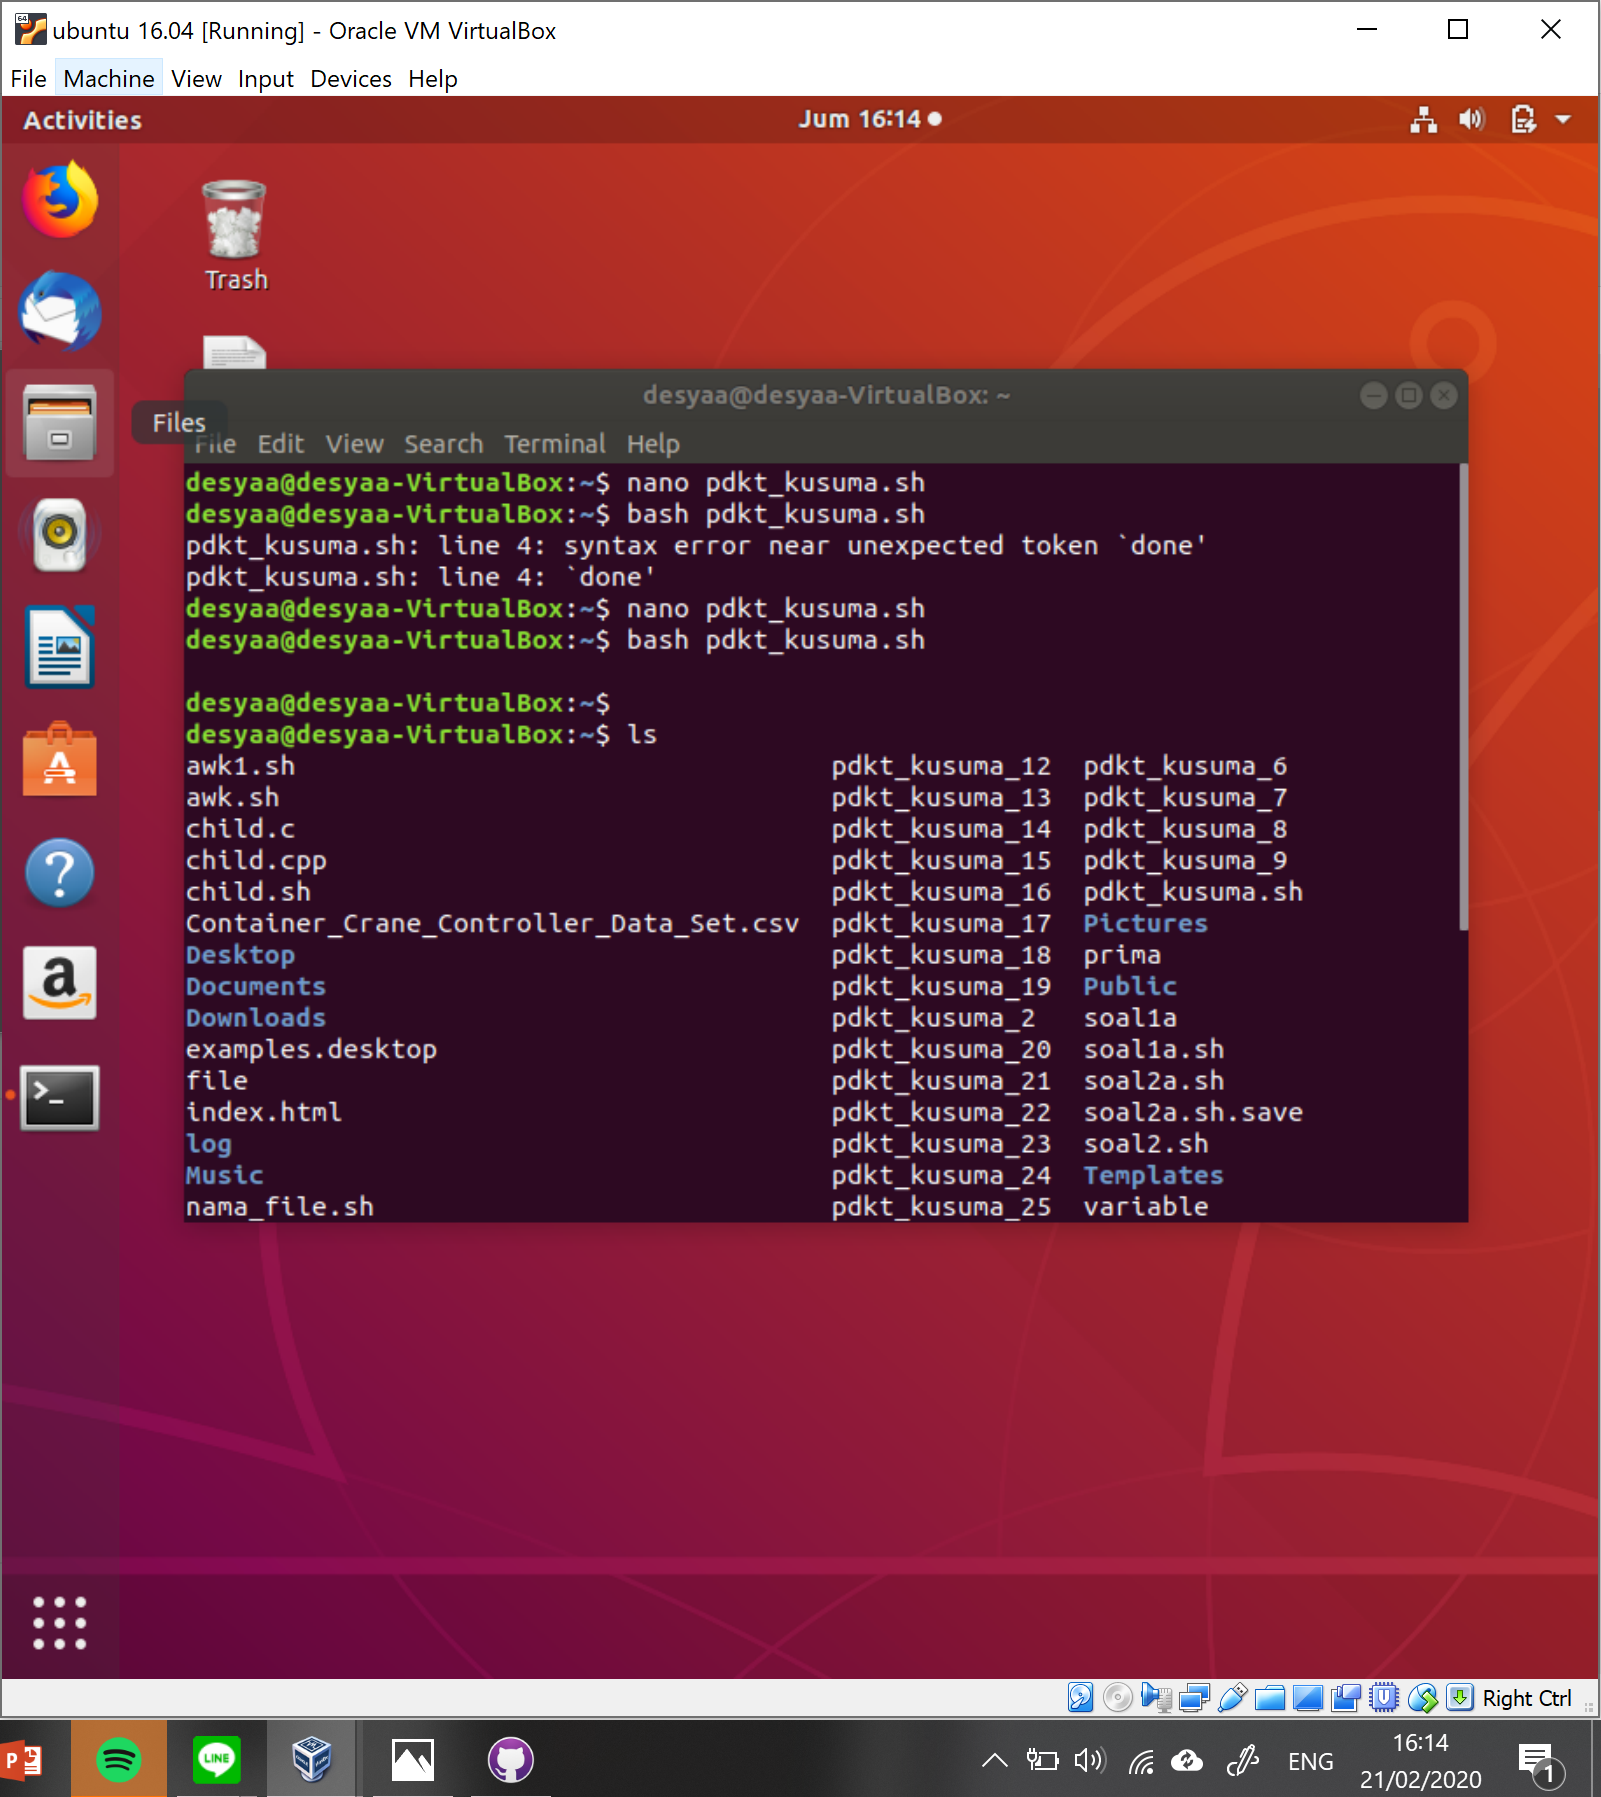 ubuntu 16.04 [Running] - Oracle VM VirtualBox
File Machine View Input Devices Help
Activities Jum 16:14
Trash
desyaa@desyaa-VirtualBox: ~
Files
File Edit View Search Terminal Help
desyaa@desyaa-VirtualBox:~$ nano pdkt_kusuma.sh
desyaa@desyaa-VirtualBox:~$ bash pdkt_kusuma.sh
pdkt_kusuma.sh: line 4: syntax error near unexpected token `done'
pdkt_kusuma.sh: line 4: `done'
desyaa@desyaa-VirtualBox:~$ nano pdkt_kusuma.sh
desyaa@desyaa-VirtualBox:~$ bash pdkt_kusuma.sh
desyaa@desyaa-VirtualBox:~$
desyaa@desyaa-VirtualBox:~$ ls
awk1.sh pdkt_kusuma_12 pdkt_kusuma_6
awk.sh pdkt_kusuma_13 pdkt_kusuma_7
child.c pdkt_kusuma_14 pdkt_kusuma_8
child.cpp pdkt_kusuma_15 pdkt_kusuma_9
child.sh pdkt_kusuma_16 pdkt_kusuma.sh
Container_Crane_Controller_Data_Set.csv pdkt_kusuma_17 Pictures
Desktop pdkt_kusuma_18 prima
Documents pdkt_kusuma_19 Public
Downloads pdkt_kusuma_2 soal1a
examples.desktop pdkt_kusuma_20 soal1a.sh
file pdkt_kusuma_21 soal2a.sh
index.html pdkt_kusuma_22 soal2a.sh.save
log pdkt_kusuma_23 soal2.sh
Music pdkt_kusuma_24 Templates
nama_file.sh pdkt_kusuma_25 variable
Right Ctrl
LINE
ENG
16:14
21/02/2020
1